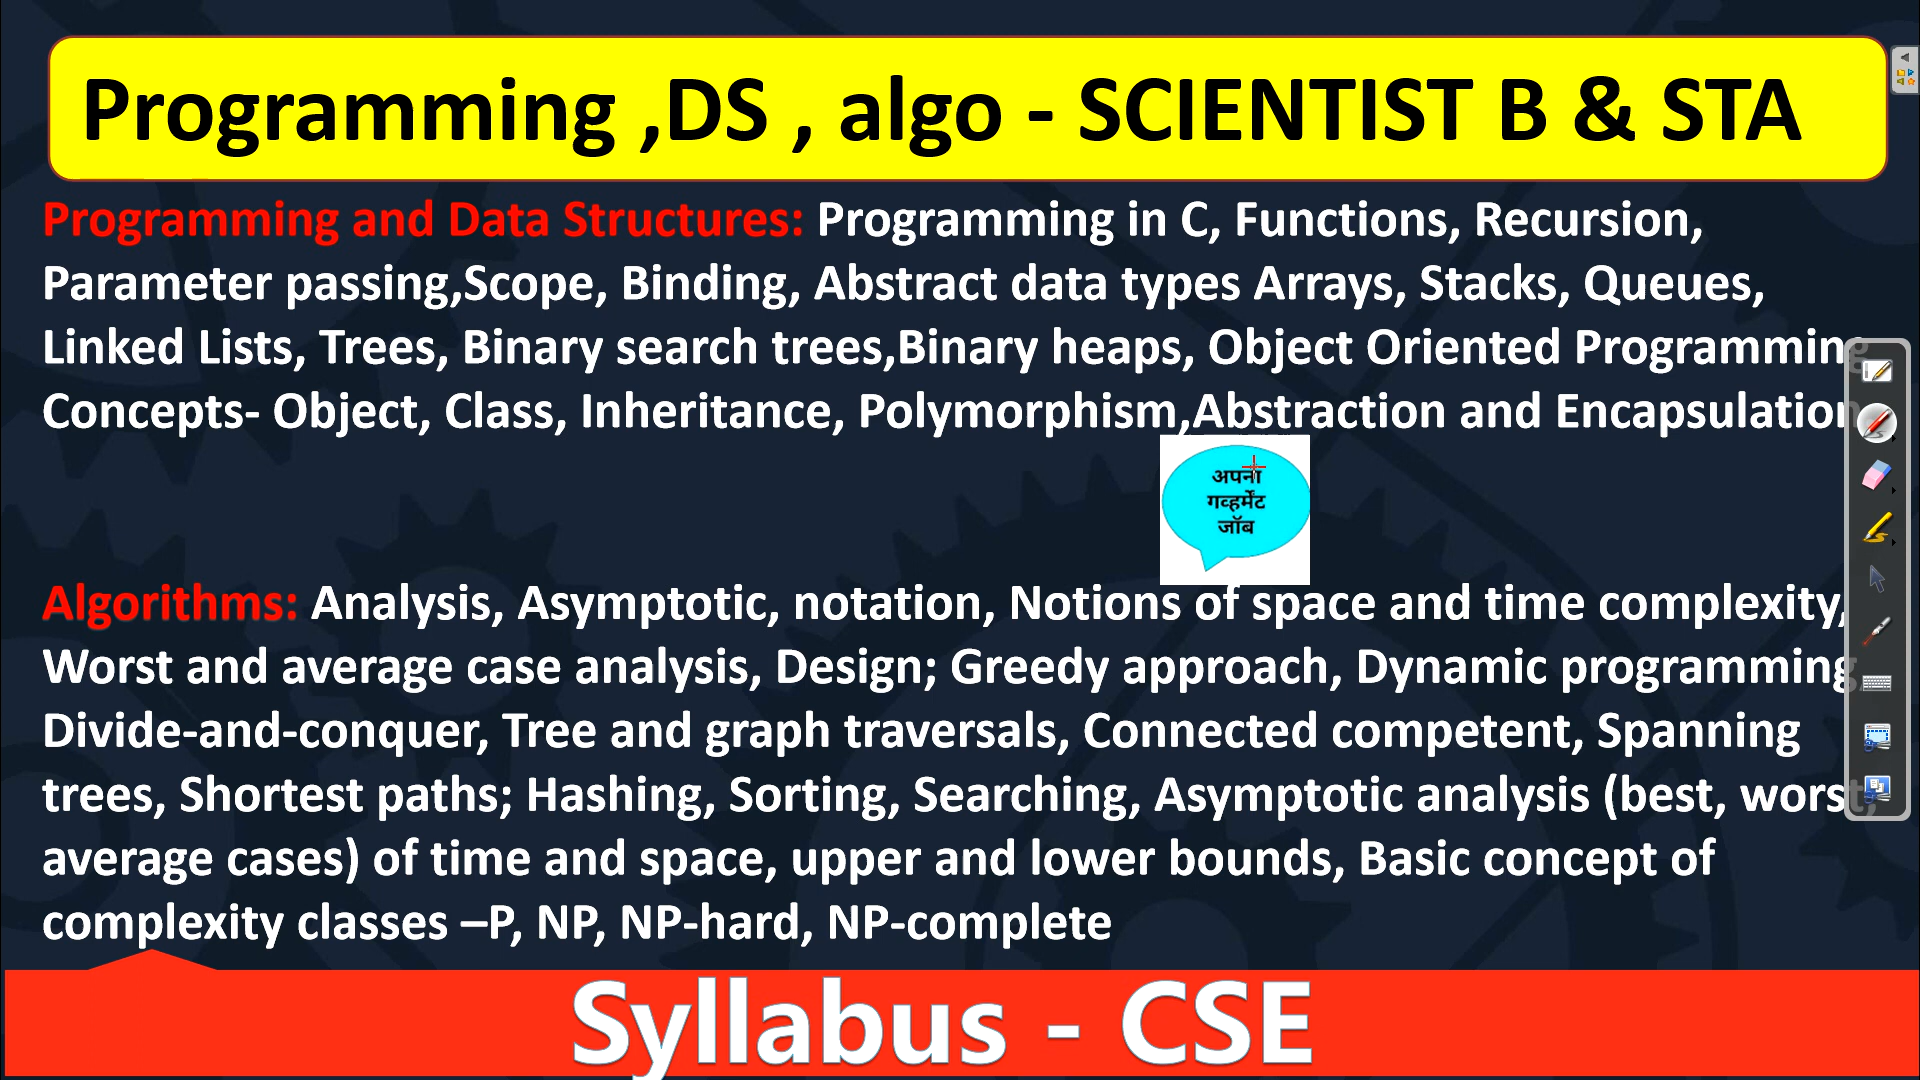 Programming ,DS , algo - SCIENTIST B & STA
Programming and Data Structures: Programming in C, Functions, Recursion,
Parameter passing,Scope, Binding, Abstract data types Arrays, Stacks, Queues,
Linked Lists, Trees, Binary search trees,Binary heaps, Object Oriented Programming
Concepts- Object, Class, Inheritance, Polymorphism,Abstraction and Encapsulation
अपना
गव्हर्मेंट
जॉब
Algorithms: Analysis, Asymptotic, notation, Notions of space and time complexity,
Worst and average case analysis, Design; Greedy approach, Dynamic programming,
Divide-and-conquer, Tree and graph traversals, Connected competent, Spanning
trees, Shortest paths; Hashing, Sorting, Searching, Asymptotic analysis (best, worst,
average cases) of time and space, upper and lower bounds, Basic concept of
complexity classes –P, NP, NP-hard, NP-complete
Syllabus - CSE